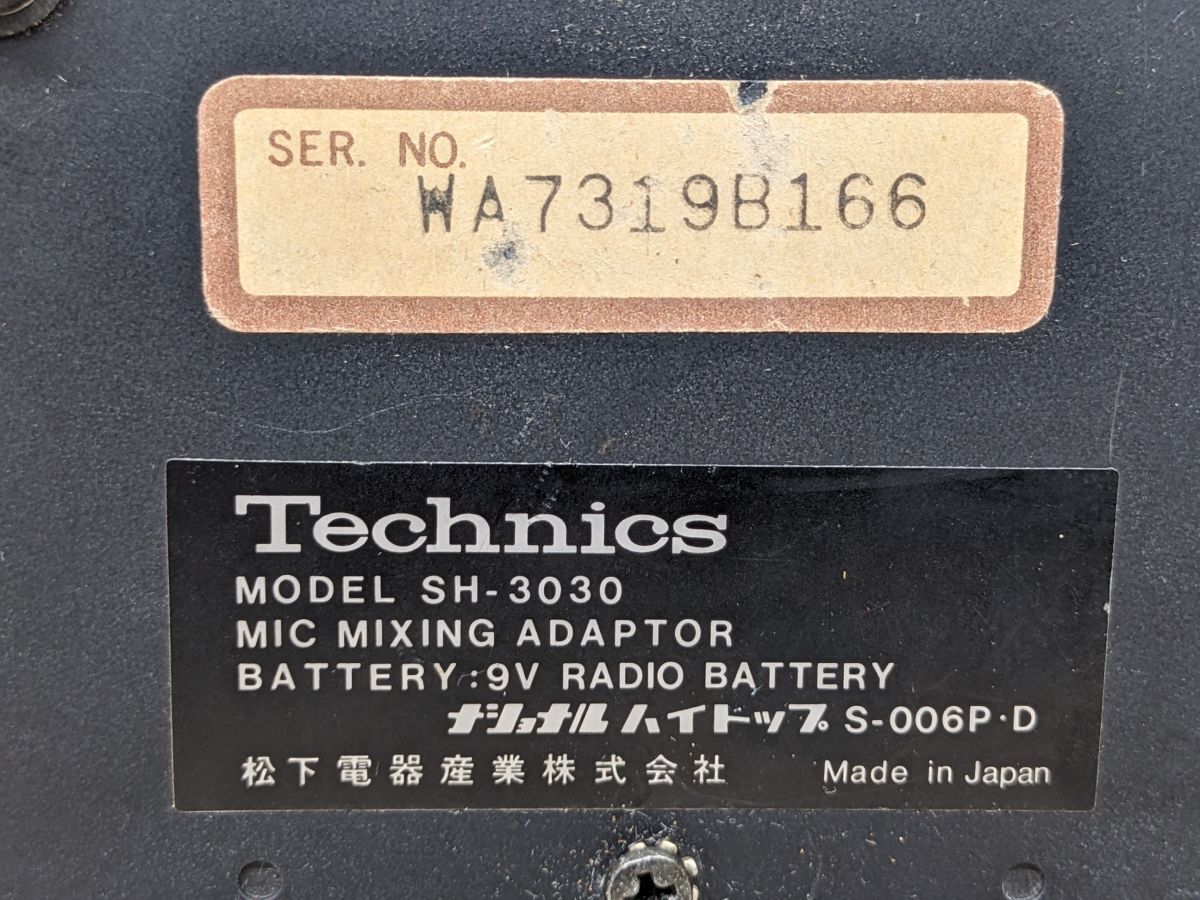 SER. NO.
WA7319B166
Technics
MODEL SH-3030
MIC MIXING ADAPTOR
BATTERY:9V RADIO BATTERY
ナショナル ハイトップ S-006P·D
松下電器産業株式会社 Made in Japan